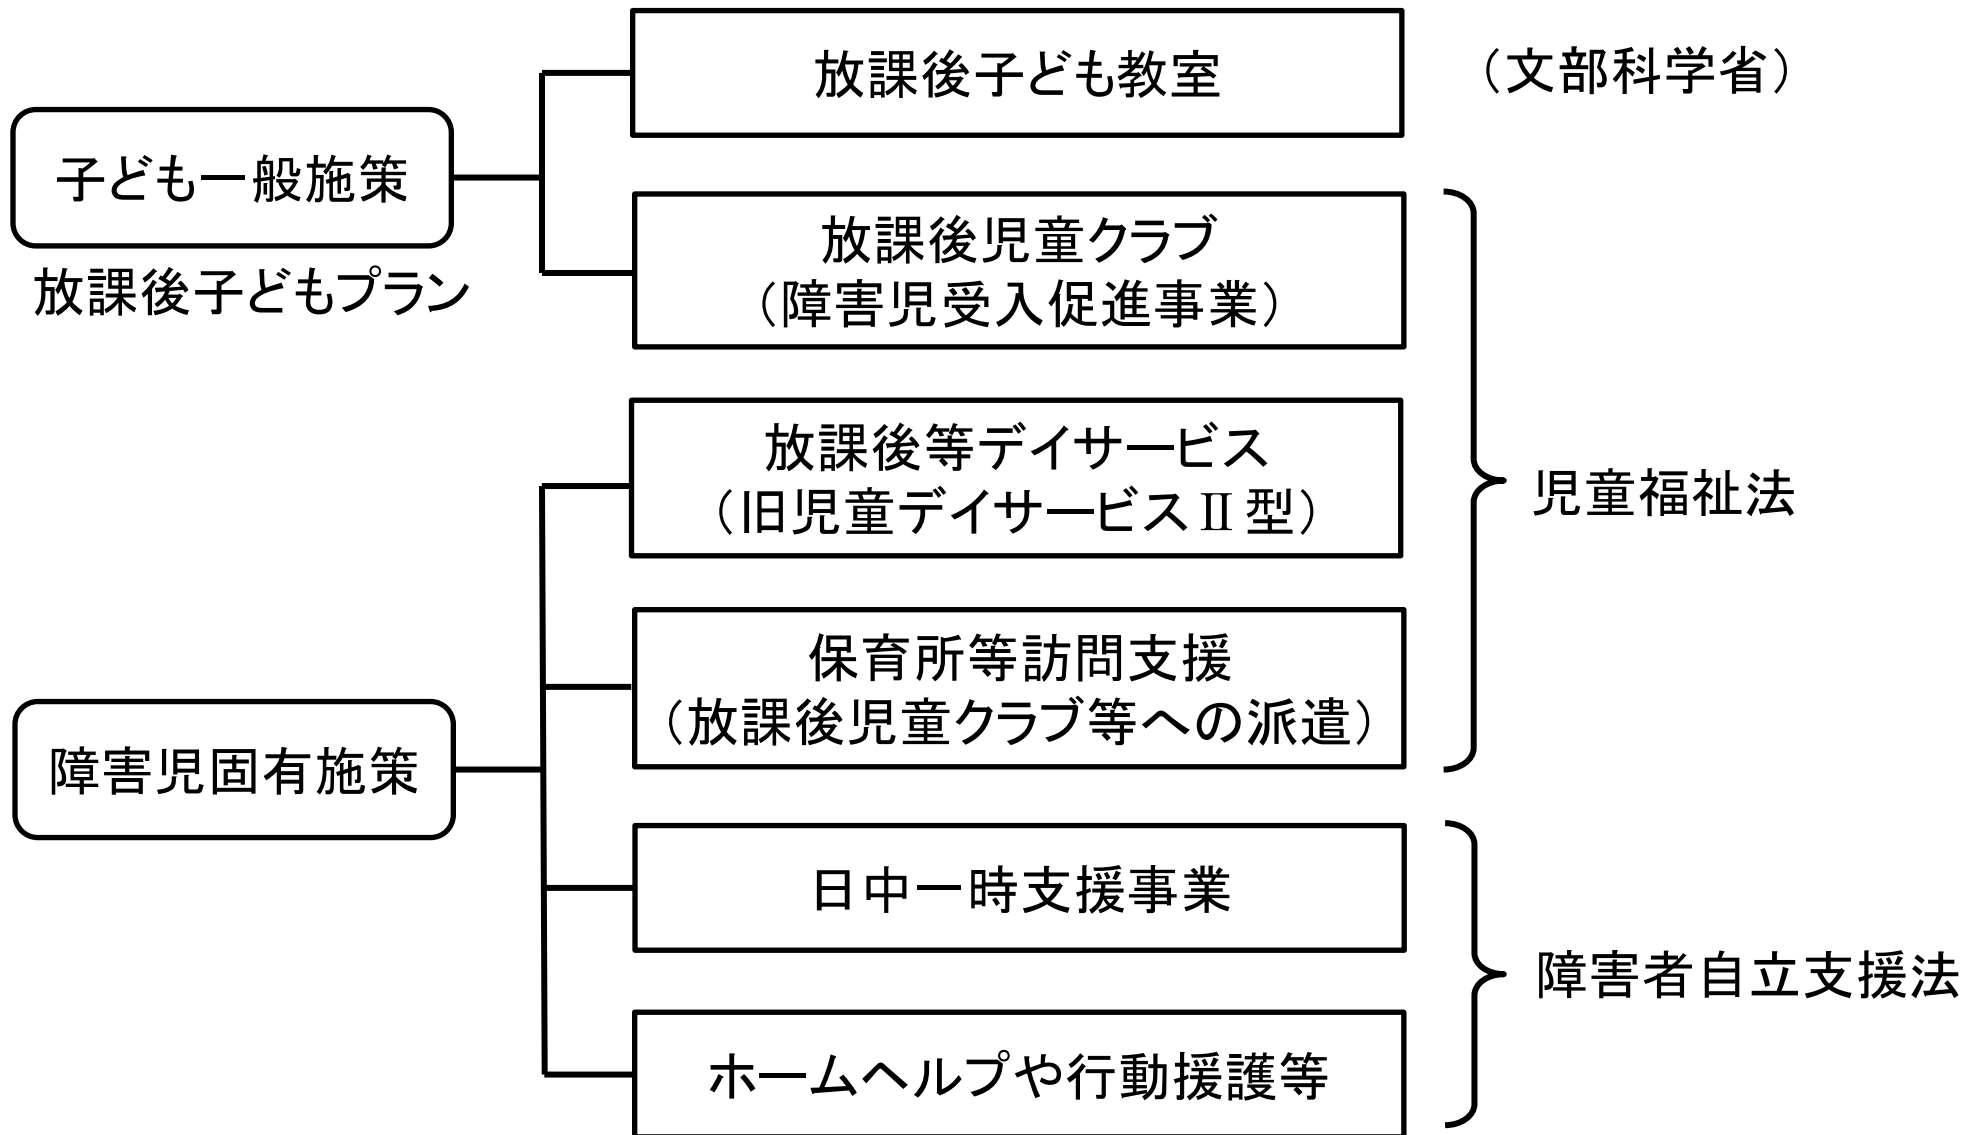 放課後子ども教室
（文部科学省）
子ども一般施策
放課後子どもプラン
放課後児童クラブ
（障害児受入促進事業）
放課後等デイサービス
（旧児童デイサービスⅡ型）
児童福祉法
保育所等訪問支援
（放課後児童クラブ等への派遣）
障害児固有施策
日中一時支援事業
障害者自立支援法
ホームヘルプや行動援護等